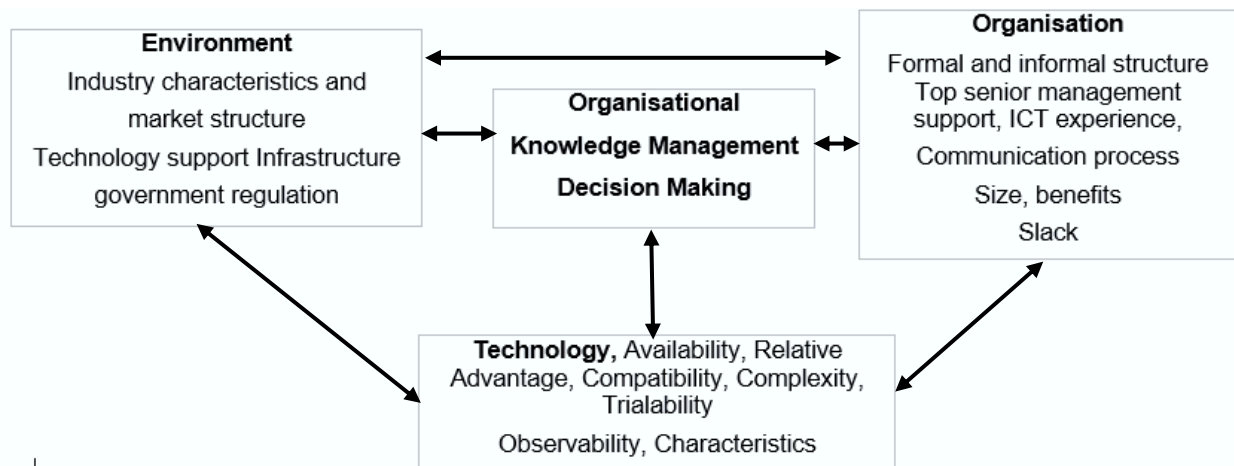 Environment
Industry characteristics and
market structure
Technology support Infrastructure
government regulation
Organisational
Knowledge Management
Decision Making
Organisation
Formal and informal structure
Top senior management
support, ICT experience,
Communication process
Size, benefits
Slack
Technology, Availability, Relative
Advantage, Compatibility, Complexity,
Trialability
Observability, Characteristics